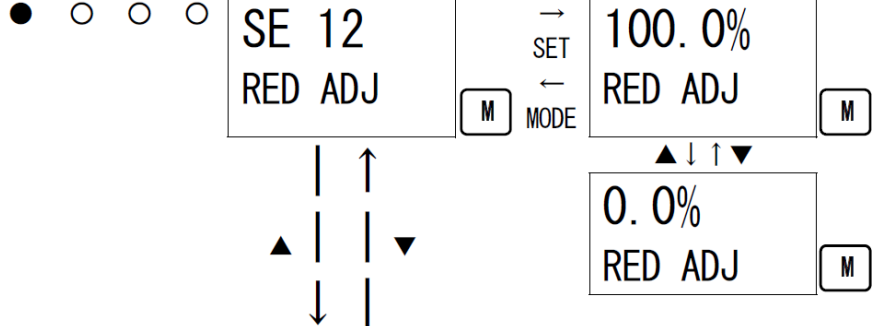 ● ○ ○ ○
SE 12
RED ADJ
M
→
SET
←
MODE
100.0%
RED ADJ
M
▲↓↑▼
0.0%
RED ADJ
M
↑
▲
▼
↓